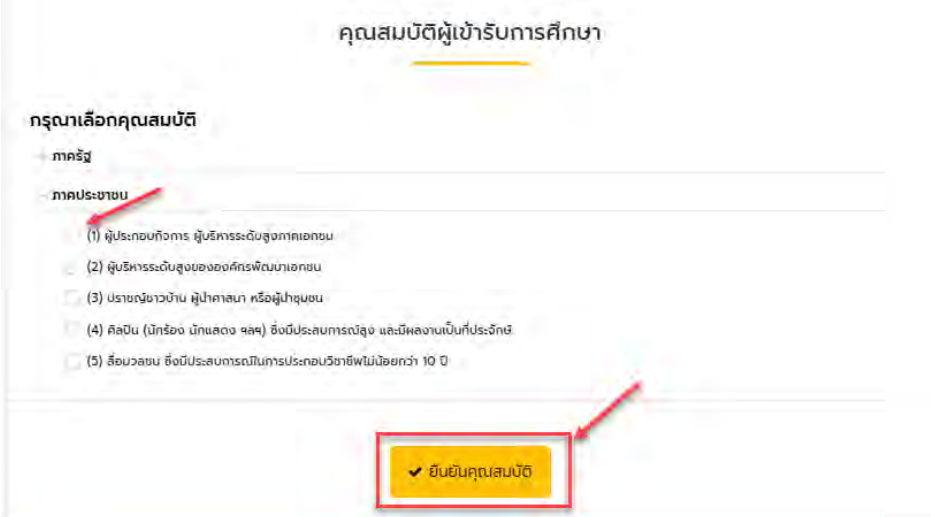 คุณสมบัติผู้เข้ารับการศึกษา
กรุณาเลือกคุณสมบัติ
+ ภาครัฐ
- ภาคประชาชน
(1) ผู้ประกอบกิจการ ผู้บริหารระดับสูงภาคเอกชน
(2) ผู้บริหารระดับสูงขององค์กรพัฒนาเอกชน
(3) ปราชญ์ชาวบ้าน ผู้นำศาสนา หรือผู้นำชุมชน
(4) ศิลปิน (นักร้อง นักแสดง ฯลฯ) ซึ่งมีประสบการณ์สูง และมีผลงานเป็นที่ประจักษ์
(5) สื่อมวลชน ซึ่งมีประสบการณ์ในการประกอบวิชาชีพไม่น้อยกว่า 10 ปี
✔ ยืนยันคุณสมบัติ